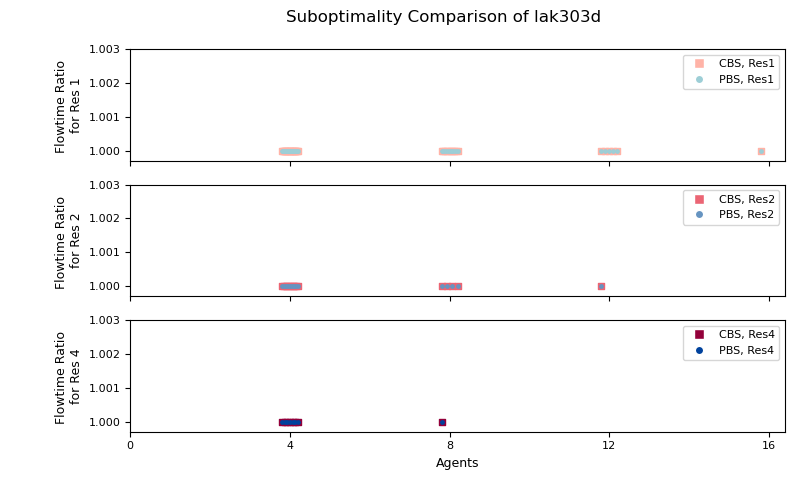 Suboptimality Comparison of lak303d
Flowtime Ratio
for Res 1
1.003
1.002
1.001
1.000
CBS, Res1
PBS, Res1
Flowtime Ratio
for Res 2
1.003
1.002
1.001
1.000
CBS, Res2
PBS, Res2
Flowtime Ratio
for Res 4
1.003
1.002
1.001
1.000
CBS, Res4
PBS, Res4
0 4 8 12 16
Agents